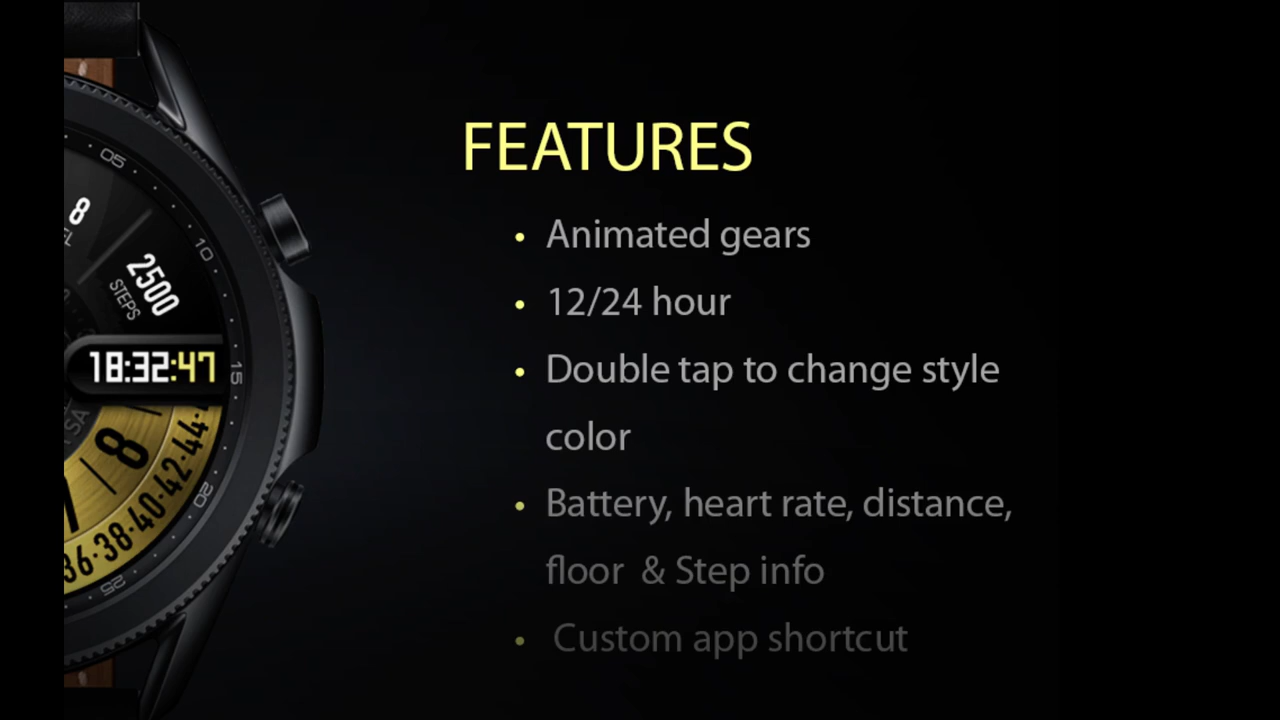 FEATURES
• Animated gears
• 12/24 hour
• Double tap to change style
color
• Battery, heart rate, distance,
floor & Step info
• Custom app shortcut
05
8
10
2500
STEPS
18:32:47
15
8
36·38·40·42·44·
20
25